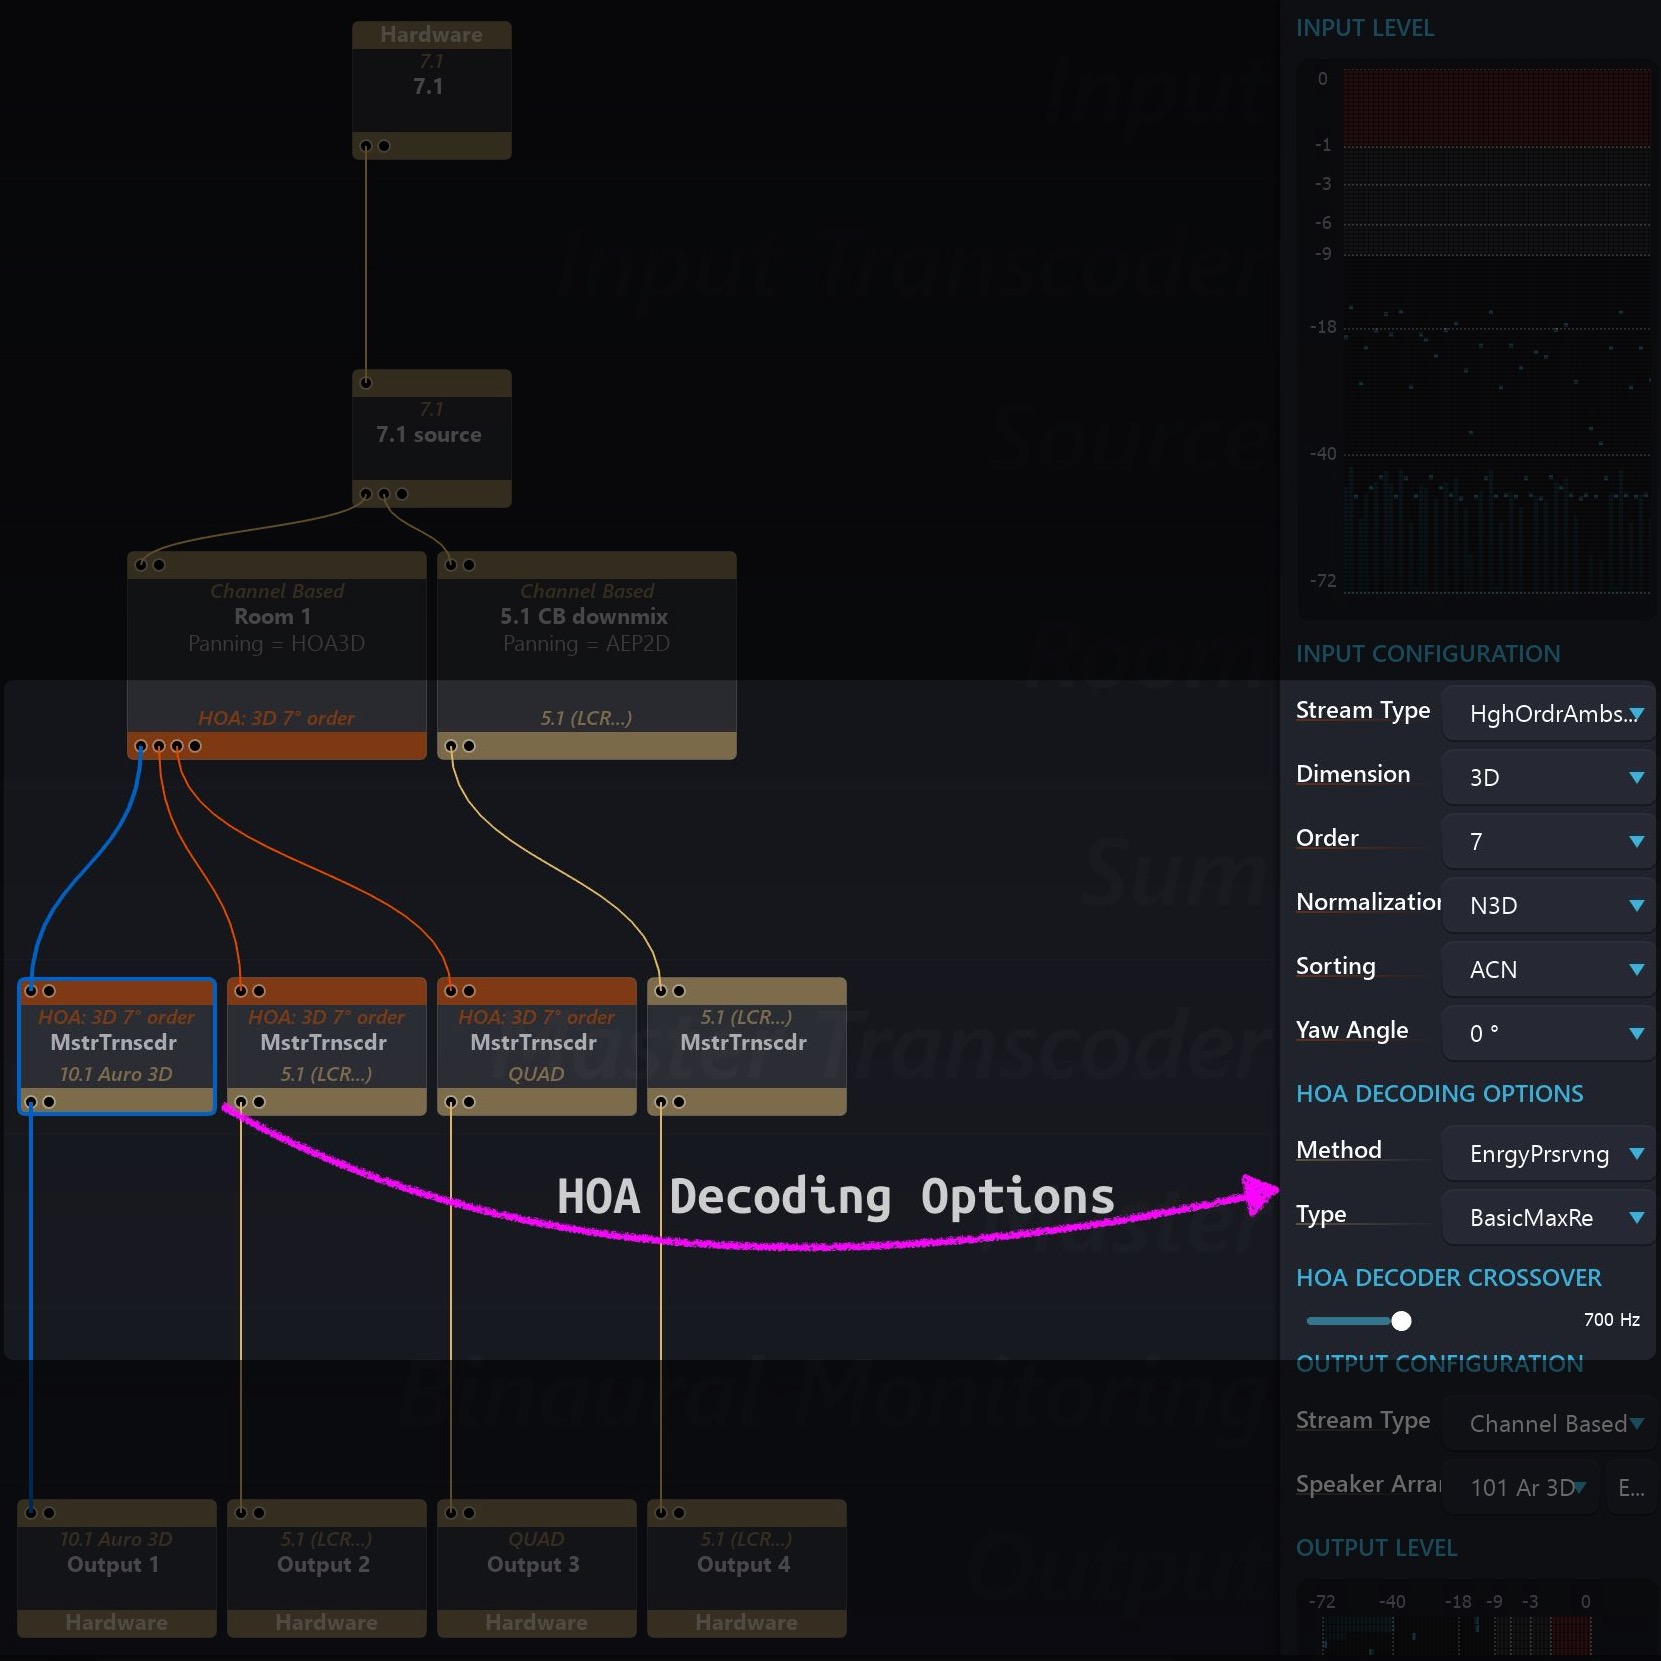 Hardware
7.1
7.1
Input
Input Transcoder
7.1
7.1 source
Source
Channel Based
Room 1
Panning = HOA3D
HOA: 3D 7° order
Channel Based
5.1 CB downmix
Panning = AEP2D
5.1 (LCR...)
Room
Sum
HOA: 3D 7° order
MstrTrnscdr
10.1 Auro 3D
HOA: 3D 7° order
MstrTrnscdr
5.1 (LCR...)
HOA: 3D 7° order
MstrTrnscdr
QUAD
5.1 (LCR...)
MstrTrnscdr
Master Transcoder
HOA Decoding Options
Master
Binaural Monitoring
10.1 Auro 3D
Output 1
Hardware
5.1 (LCR...)
Output 2
Hardware
QUAD
Output 3
Hardware
5.1 (LCR...)
Output 4
Hardware
Output
INPUT LEVEL
0
-1
-3
-6
-9
-18
-40
-72
INPUT CONFIGURATION
Stream Type HghOrdrAmbs...
Dimension 3D
Order 7
Normalization N3D
Sorting ACN
Yaw Angle 0 °
HOA DECODING OPTIONS
Method EnrgyPrsrvng
Type BasicMaxRe
HOA DECODER CROSSOVER
700 Hz
OUTPUT CONFIGURATION
Stream Type Channel Based
Speaker Arra 101 Ar 3D E...
OUTPUT LEVEL
-72 -40 -18 -9 -3 0